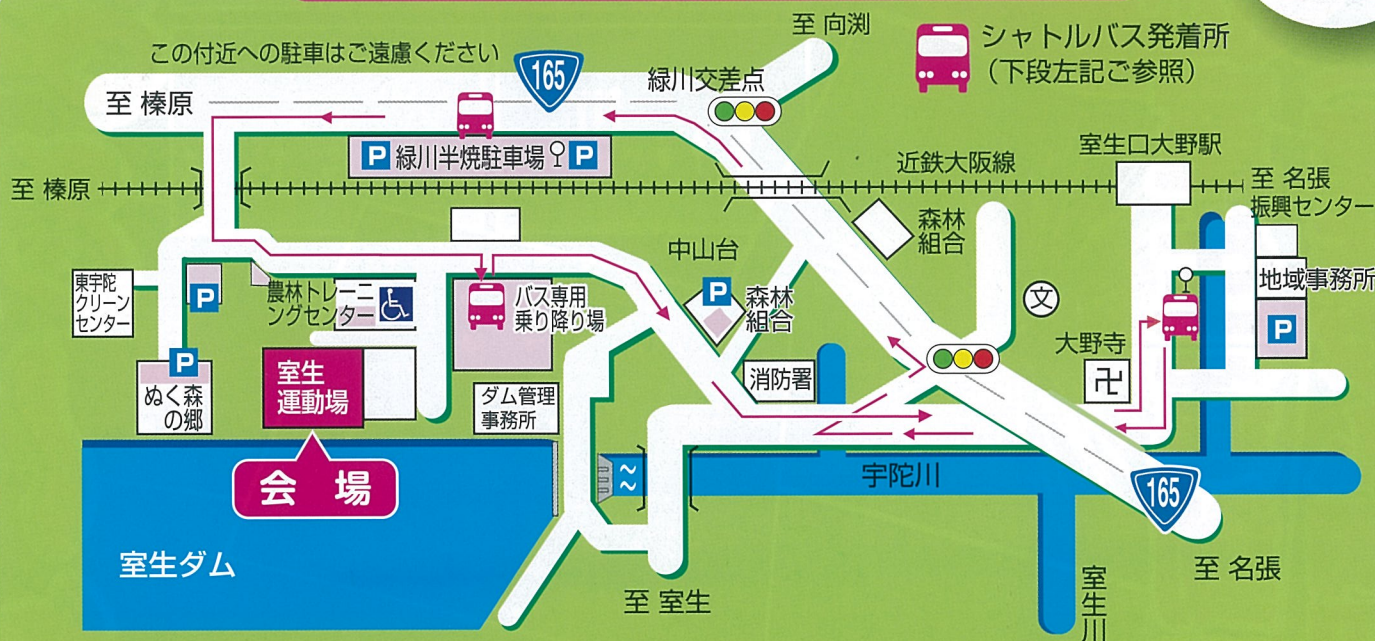 至 向渕
シャトルバス発着所
（下段左記ご参照）
この付近への駐車はご遠慮ください
165
緑川交差点
至 榛原
P 緑川半焼駐車場 P
室生口大野駅
近鉄大阪線
至 榛原
至 名張
振興センター
森林
組合
中山台
東宇陀
クリーン
センター
P
農林トレーニ
ングセンター
バス専用
乗り降り場
P
森林
組合
文
地域事務所
P
大野寺
卍
消防署
P
ぬく森
の郷
室生
運動場
ダム管理
事務所
会 場
宇陀川
165
室生ダム
至 室生
室生川
至 名張